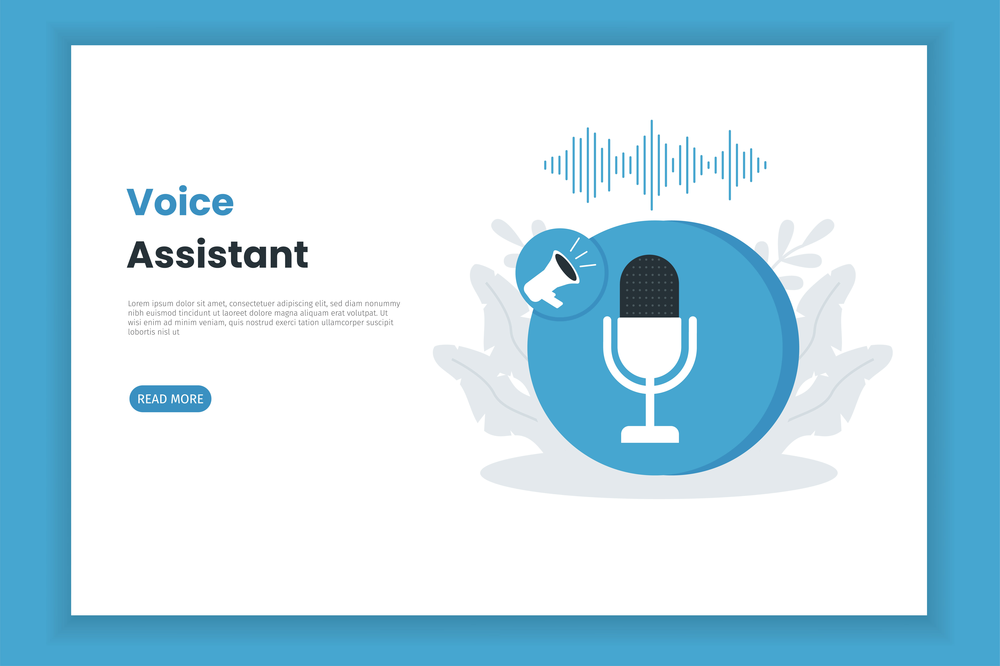 Voice
Assistant
Lorem ipsum dolor sit amet, consectetuer adipiscing elit, sed diam nonummy
nibh euismod tincidunt ut laoreet dolore magna aliquam erat volutpat. Ut
wisi enim ad minim veniam, quis nostrud exerci tation ullamcorper suscipit
lobortis nisl ut
READ MORE